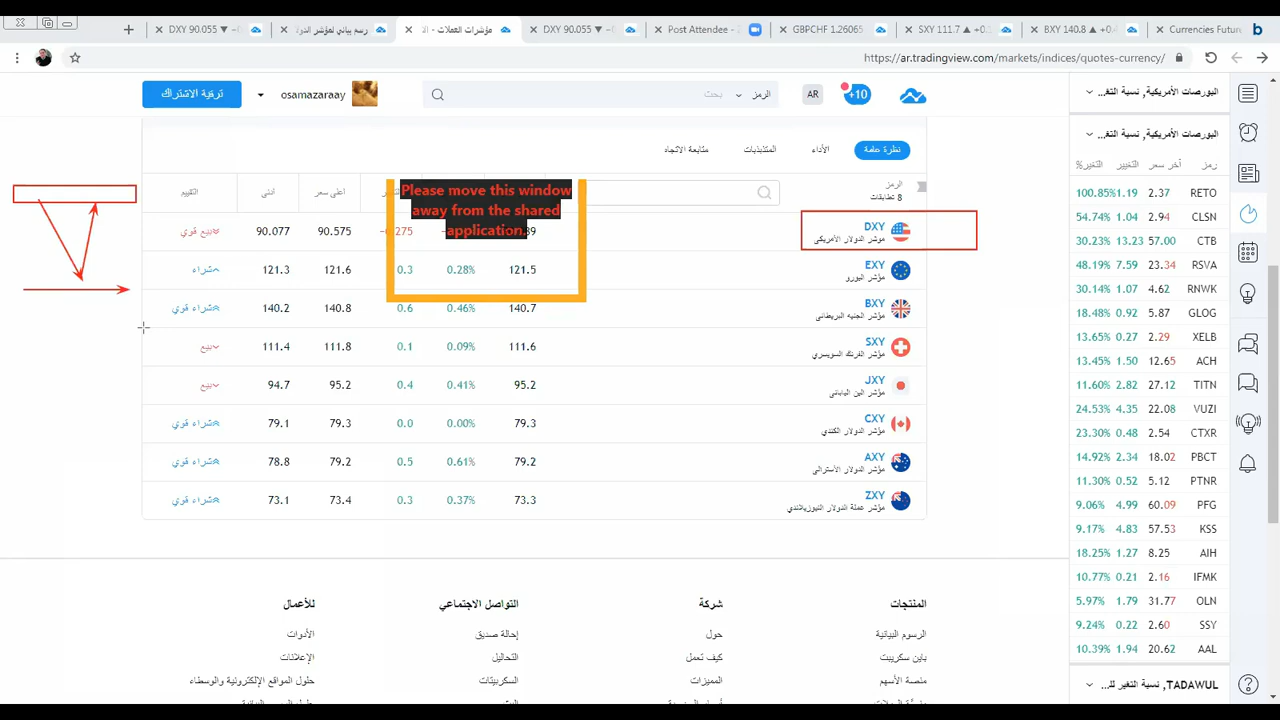 DXY 90.055
رسم بياني لمؤشر الدولار
مؤشرات العملات - الا
DXY 90.055
Post Attendee -
GBPCHF 1.26065
SXY 111.7
BXY 140.8
Currencies Futur
https://ar.tradingview.com/markets/indices/quotes-currency/
ترقية الاشتراك
osamazaraay
بحث
الرمز
AR
+10
نظرة عامة
الأداء
المتذبذبات
متابعة الاتجاه
الرمز
8 تطابقات
اعلى سعر
أدنى
التقييم
Please move this window
away from the shared
application.
DXY
مؤشر الدولار الأمريكي
90.575
90.077
بيع قوي
EXY
مؤشر اليورو
121.5
0.28%
0.3
121.6
121.3
شراء
BXY
مؤشر الجنيه البريطاني
140.7
0.46%
0.6
140.8
140.2
شراء قوي
SXY
مؤشر الفرنك السويسري
111.6
0.09%
0.1
111.8
111.4
بيع
JXY
مؤشر الين الياباني
95.2
0.41%
0.4
95.2
94.7
بيع
CXY
مؤشر الدولار الكندي
79.3
0.00%
0.0
79.3
79.1
شراء قوي
AXY
مؤشر الدولار الأسترالي
79.2
0.61%
0.5
79.2
78.8
شراء قوي
ZXY
مؤشر عملة الدولار النيوزيلاندي
73.3
0.37%
0.3
73.4
73.1
شراء قوي
المنتجات
شركة
التواصل الاجتماعي
للأعمال
الرسوم البيانية
حول
إحالة صديق
الأدوات
باين سكريبت
كيف تعمل
التحاليل
الإعلانات
منصة الأسهم
المميزات
السكربيتات
حلول المواقع الإلكترونية والوسطاء
البورصات الأمريكية, نسبة التغ...
البورصات الأمريكية, نسبة التغ...
رمز
آخر سعر
التغيير
التغير%
RETO 2.37 1.19 100.85%
CLSN 2.94 1.04 54.74%
CTB 57.00 13.23 30.23%
RSVA 23.34 7.59 48.19%
RNWK 4.62 1.07 30.14%
GLOG 5.87 0.92 18.48%
XELB 2.29 0.27 13.65%
ACH 12.65 1.50 13.45%
TITN 27.12 2.82 11.60%
VUZI 22.08 4.35 24.53%
CTXR 2.54 0.48 23.30%
PBCT 18.02 2.34 14.92%
PTNR 5.12 0.52 11.30%
PFG 60.09 4.99 9.06%
KSS 57.53 4.83 9.17%
AIH 8.25 1.27 18.25%
IFMK 2.16 0.21 10.77%
OLN 31.77 1.79 5.97%
SSY 2.60 0.22 9.24%
AAL 20.62 1.94 10.39%
TADAWUL, نسبة التغير لل...